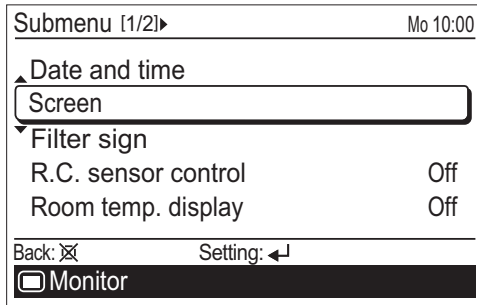 Submenu [1/2]▸ Mo 10:00
Date and time
Screen
Filter sign
R.C. sensor control Off
Room temp. display Off
Back: Setting:
Monitor